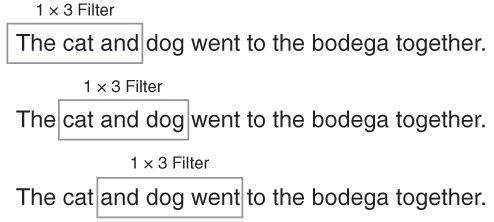 1 × 3 Filter
The cat and dog went to the bodega together.
1 × 3 Filter
The cat and dog went to the bodega together.
1 × 3 Filter
The cat and dog went to the bodega together.